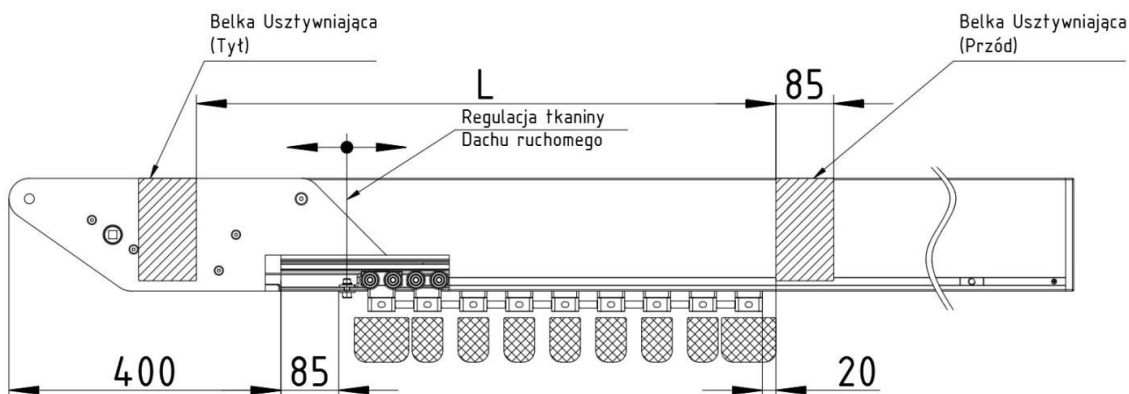 Belka Usztywniająca
(Tył)
Belka Usztywniająca
(Przód)
L
85
Regulacja tkaniny
Dachu ruchomego
400
85
20